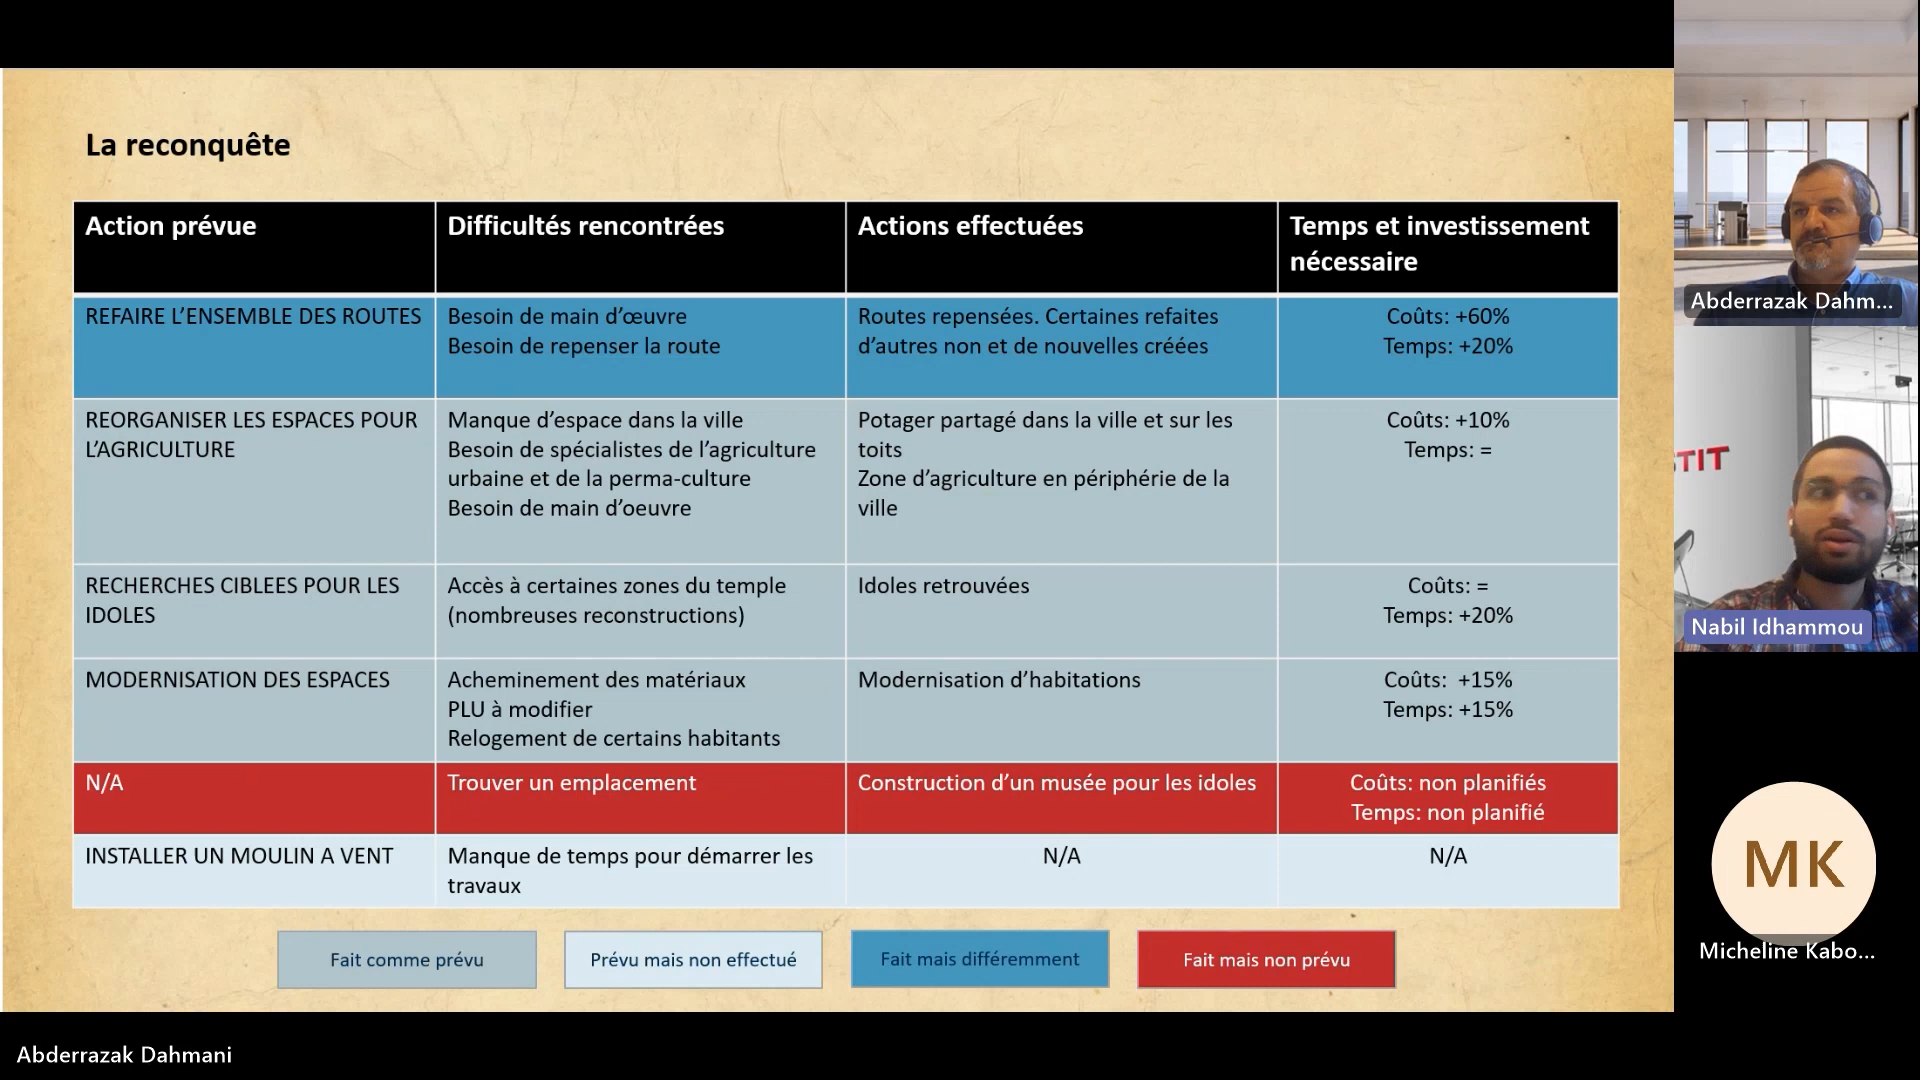 La reconquête
Action prévue
Difficultés rencontrées
Actions effectuées
Temps et investissement
nécessaire
REFAIRE L’ENSEMBLE DES ROUTES
Besoin de main d’œuvre
Besoin de repenser la route
Routes repensées. Certaines refaites
d’autres non et de nouvelles créées
Coûts: +60%
Temps: +20%
REORGANISER LES ESPACES POUR
L’AGRICULTURE
Manque d’espace dans la ville
Besoin de spécialistes de l’agriculture
urbaine et de la perma-culture
Besoin de main d’oeuvre
Potager partagé dans la ville et sur les
toits
Zone d’agriculture en périphérie de la
ville
Coûts: +10%
Temps: =
RECHERCHES CIBLEES POUR LES
IDOLES
Accès à certaines zones du temple
(nombreuses reconstructions)
Idoles retrouvées
Coûts: =
Temps: +20%
MODERNISATION DES ESPACES
Acheminement des matériaux
PLU à modifier
Relogement de certains habitants
Modernisation d’habitations
Coûts:  +15%
Temps: +15%
N/A
Trouver un emplacement
Construction d’un musée pour les idoles
Coûts: non planifiés
Temps: non planifié
INSTALLER UN MOULIN A VENT
Manque de temps pour démarrer les
travaux
N/A
N/A
Fait comme prévu
Prévu mais non effectué
Fait mais différemment
Fait mais non prévu
Abderrazak Dahm...
TIT
Nabil Idhammou
MK
Micheline Kabo...
Abderrazak Dahmani